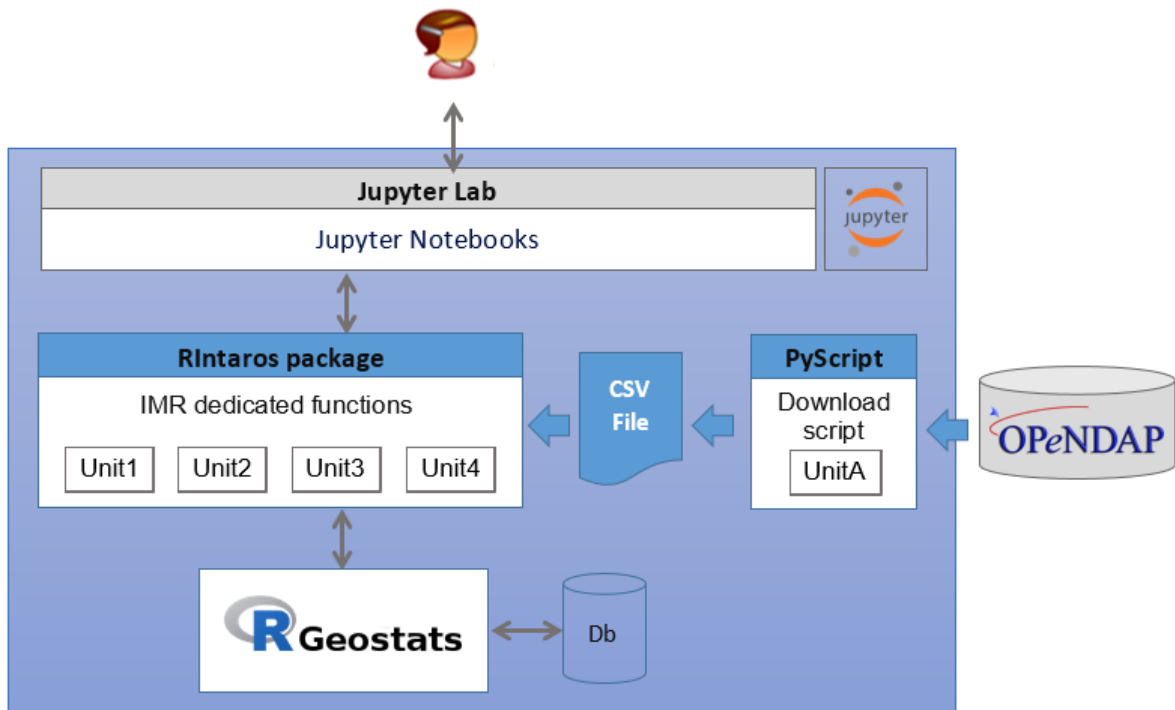 Jupyter Lab
Jupyter Notebooks
jupyter
RIntaros package
IMR dedicated functions
Unit1
Unit2
Unit3
Unit4
CSV
File
PyScript
Download
script
UnitA
OPeNDAP
R Geostats
Db